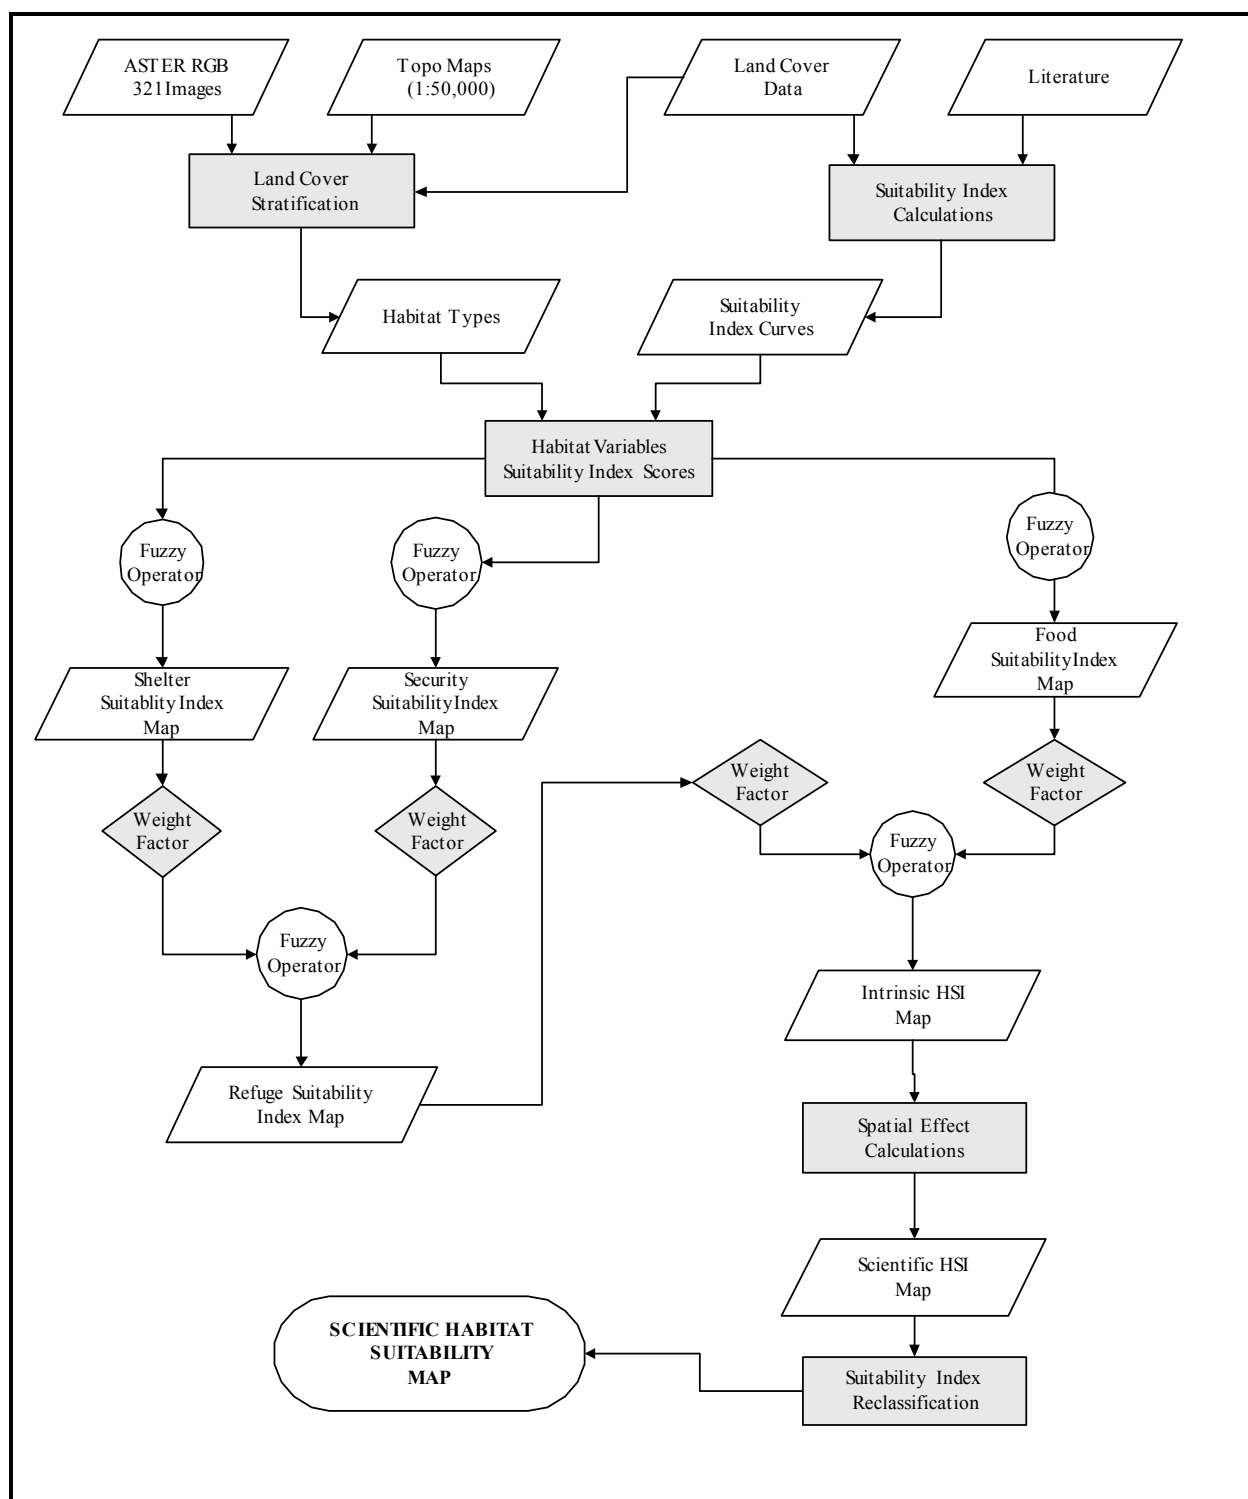 ASTER RGB
321Images
Topo Maps
(1:50,000)
Land Cover
Data
Literature
Land Cover
Stratification
Suitability Index
Calculations
Habitat Types
Suitability
Index Curves
Habitat Variables
Suitability Index Scores
Fuzzy
Operator
Fuzzy
Operator
Fuzzy
Operator
Shelter
SuitablityIndex
Map
Security
SuitabilityIndex
Map
Food
SuitabilityIndex
Map
Weight
Factor
Weight
Factor
Weight
Factor
Weight
Factor
Fuzzy
Operator
Fuzzy
Operator
Refuge Suitability
Index Map
Intrinsic HSI
Map
Spatial Effect
Calculations
Scientific HSI
Map
Suitability Index
Reclassification
SCIENTIFIC HABITAT
SUITABILITY
MAP